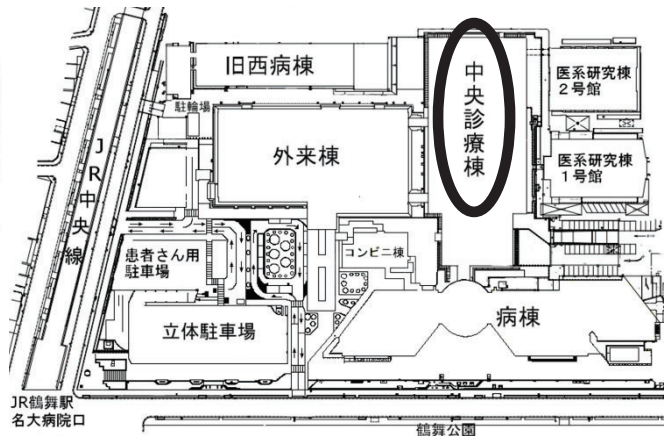 旧西病棟
中央診療棟
医系研究棟
2号館
駐輪場
外来棟
医系研究棟
1号館
JR中央線
コンビニ棟
患者さん用
駐車場
立体駐車場
病棟
JR鶴舞駅
名大病院口
鶴舞公園